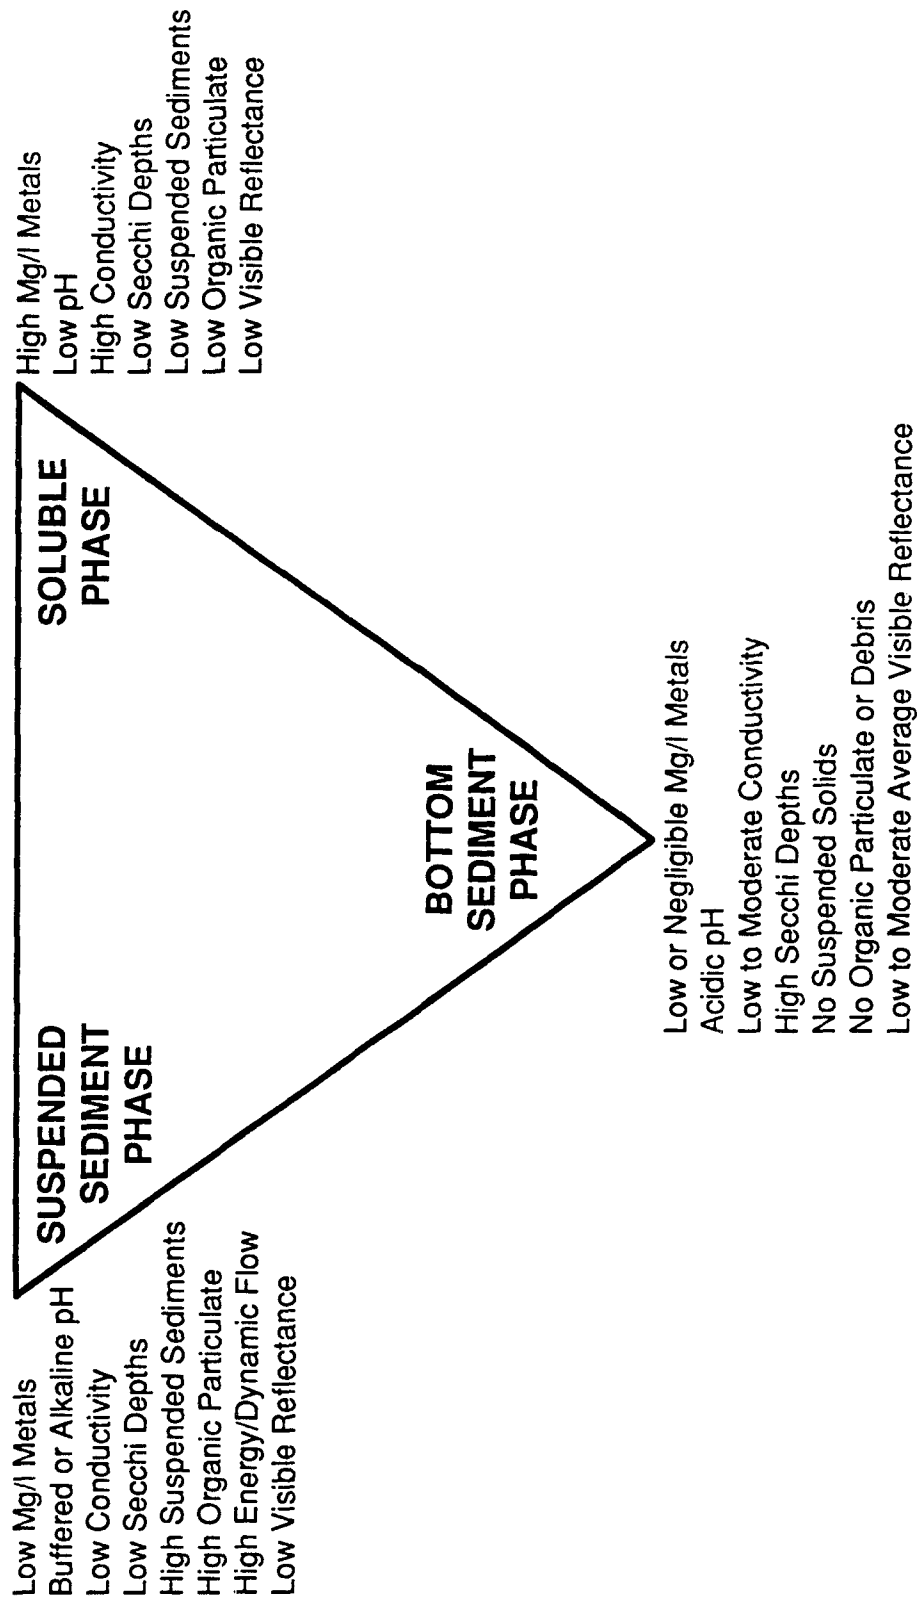 Low Mg/l Metals
Buffered or Alkaline pH
Low Conductivity
Low Secchi Depths
High Suspended Sediments
High Organic Particulate
High Energy/Dynamic Flow
Low Visible Reflectance
SUSPENDED
SEDIMENT
PHASE
SOLUBLE
PHASE
High Mg/l Metals
Low pH
High Conductivity
Low Secchi Depths
Low Suspended Sediments
Low Organic Particulate
Low Visible Reflectance
BOTTOM
SEDIMENT
PHASE
Low or Negligible Mg/l Metals
Acidic pH
Low to Moderate Conductivity
High Secchi Depths
No Suspended Solids
No Organic Particulate or Debris
Low to Moderate Average Visible Reflectance